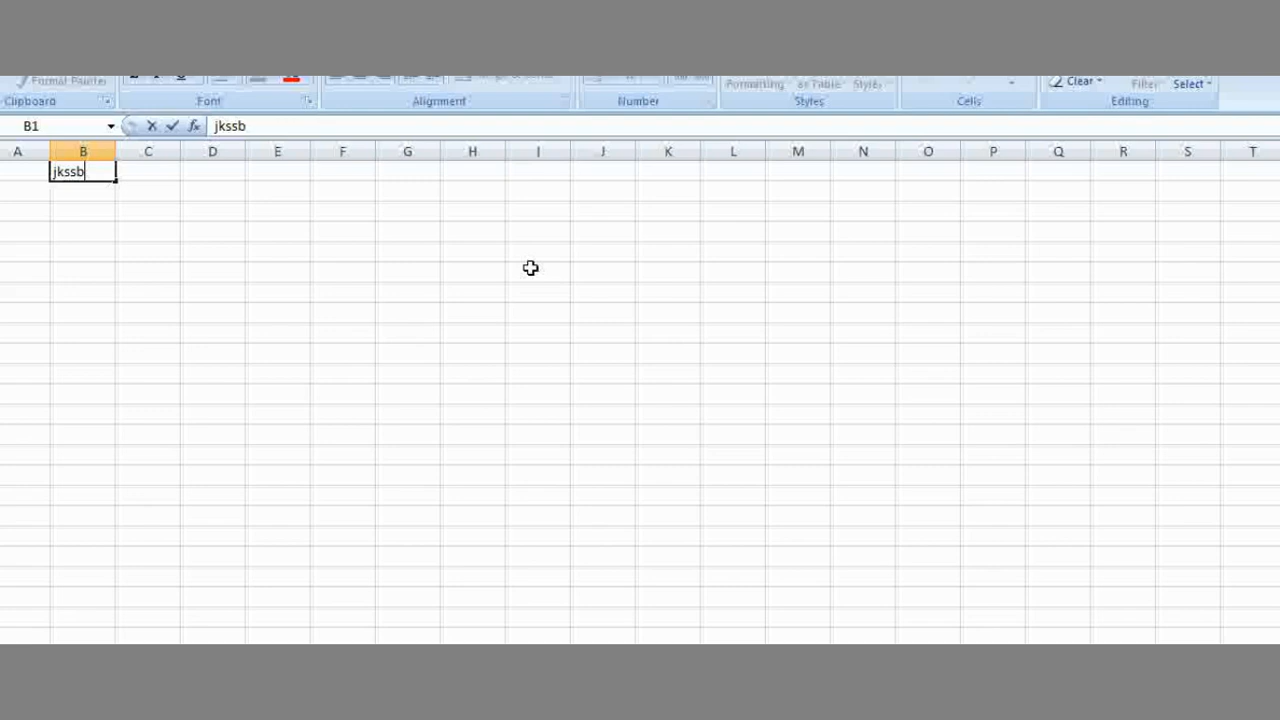 Format Painter
Formatting as Table Styles Clear Filter Select
Clipboard Font Alignment Number Styles Cells Editing
B1 fx jkssb
A B C D E F G H I J K L M N O P Q R S T
jkssb